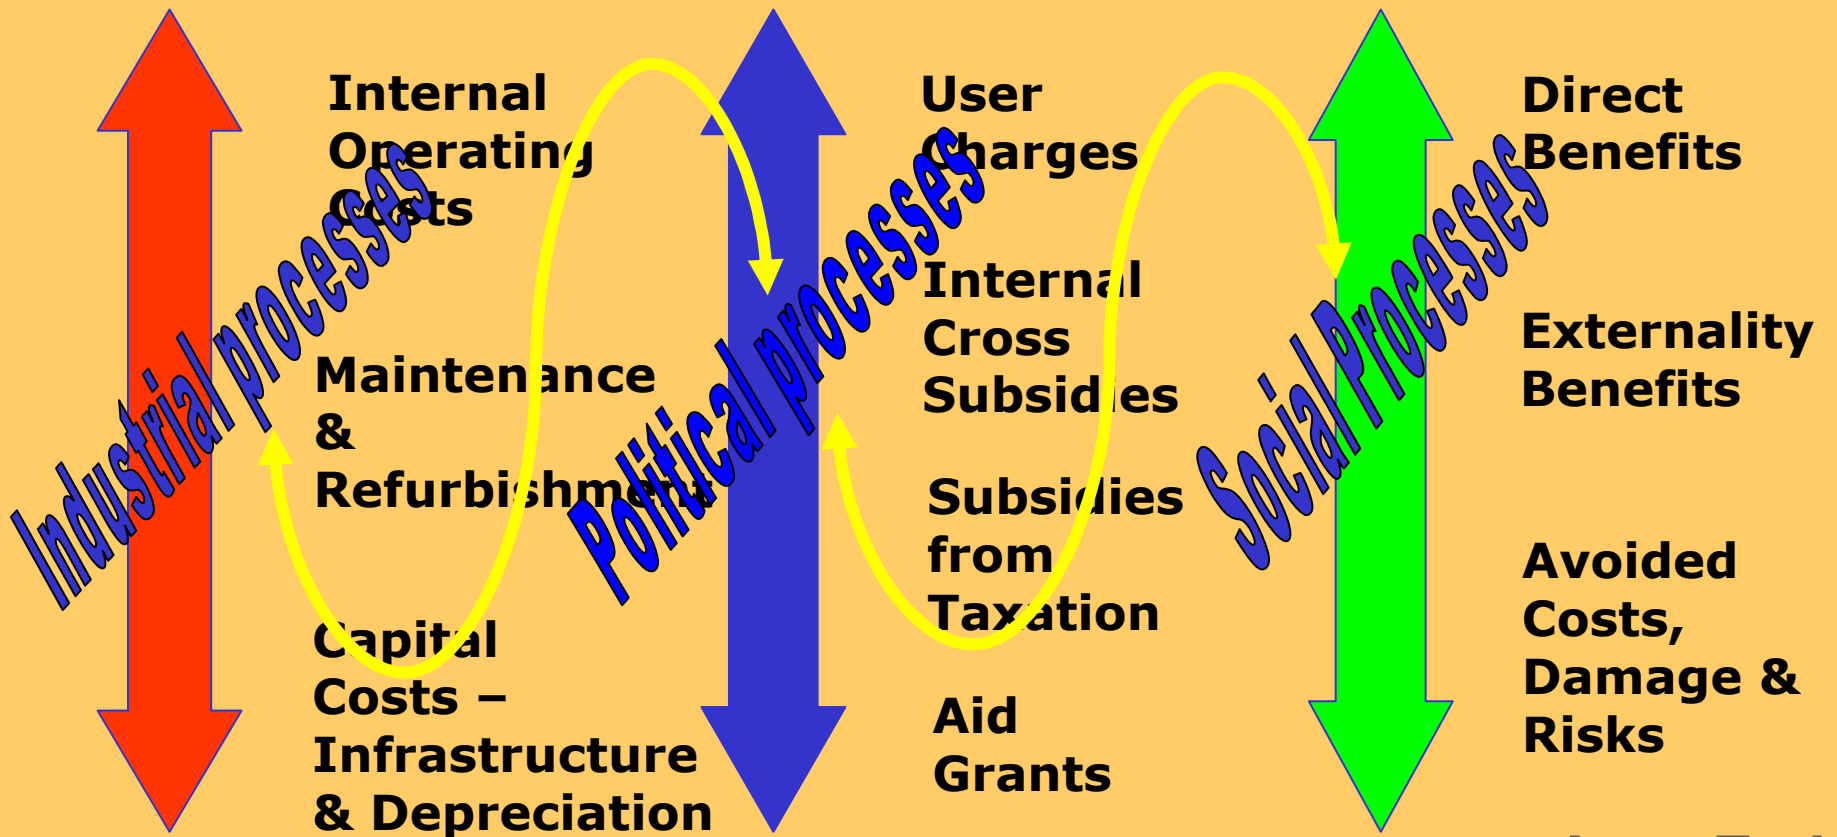 Industrial processes
Internal
Operating
Costs
Maintenance
&
Refurbishment
Capital
Costs –
Infrastructure
& Depreciation
Political processes
User
Charges
Internal
Cross
Subsidies
Subsidies
from
Taxation
Aid
Grants
Social Processes
Direct
Benefits
Externality
Benefits
Avoided
Costs,
Damage &
Risks